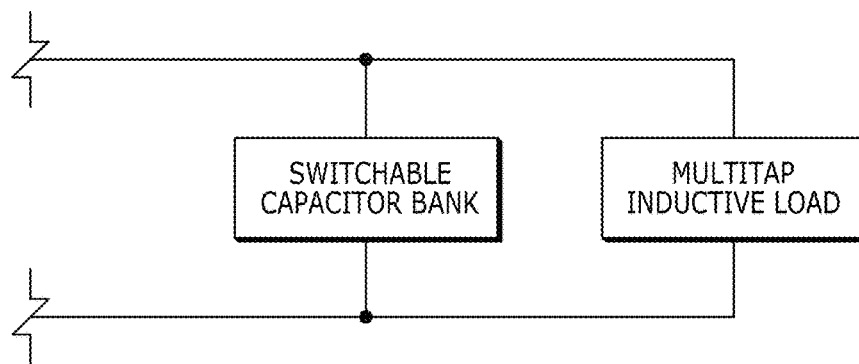 SWITCHABLE
CAPACITOR BANK
MULTITAP
INDUCTIVE LOAD